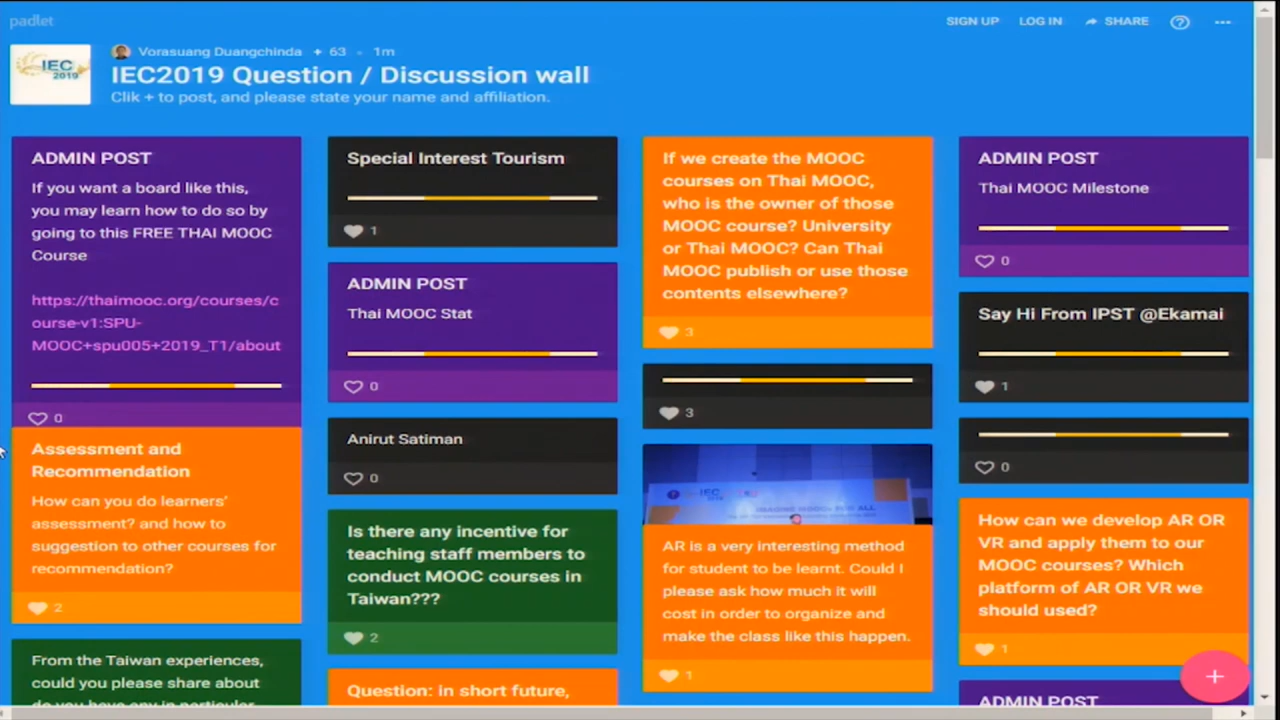 padlet
SIGN UP
LOG IN
SHARE
IEC
2019
Vorasuang Duangchinda + 63 • 1m
IEC2019 Question / Discussion wall
Clik + to post, and please state your name and affiliation.
ADMIN POST
If you want a board like this,
you may learn how to do so by
going to this FREE THAI MOOC
Course
https://thaimooc.org/courses/c
ourse-v1:SPU-
MOOC+spu005+2019_T1/about
0
Assessment and
Recommendation
How can you do learners'
assessment? and how to
suggestion to other courses for
recommendation?
2
From the Taiwan experiences,
could you please share about
do you have any in particular
Special Interest Tourism
1
ADMIN POST
Thai MOOC Stat
0
Anirut Satiman
0
Is there any incentive for
teaching staff members to
conduct MOOC courses in
Taiwan???
2
Question: in short future,
If we create the MOOC
courses on Thai MOOC,
who is the owner of those
MOOC course? University
or Thai MOOC? Can Thai
MOOC publish or use those
contents elsewhere?
3
3
IEC
AR is a very interesting method
for student to be learnt. Could I
please ask how much it will
cost in order to organize and
make the class like this happen.
1
ADMIN POST
Thai MOOC Milestone
0
Say Hi From IPST @Ekamai
1
0
How can we develop AR OR
VR and apply them to our
MOOC courses? Which
platform of AR OR VR we
should used?
1
ADMIN POST